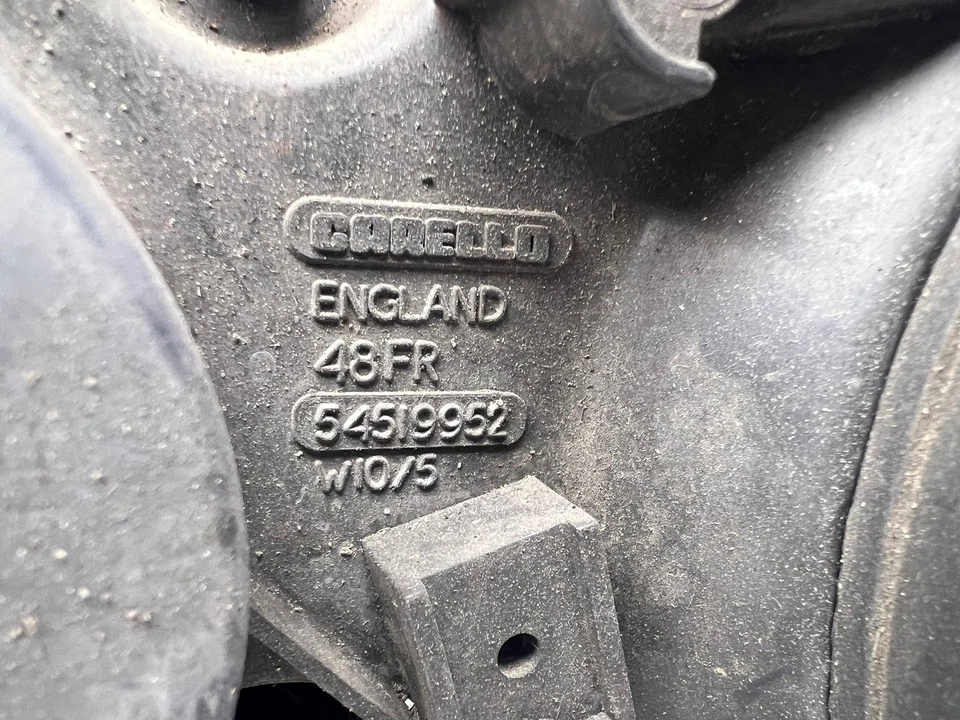 CARELLO
ENGLAND
48FR
54519952
W10/5